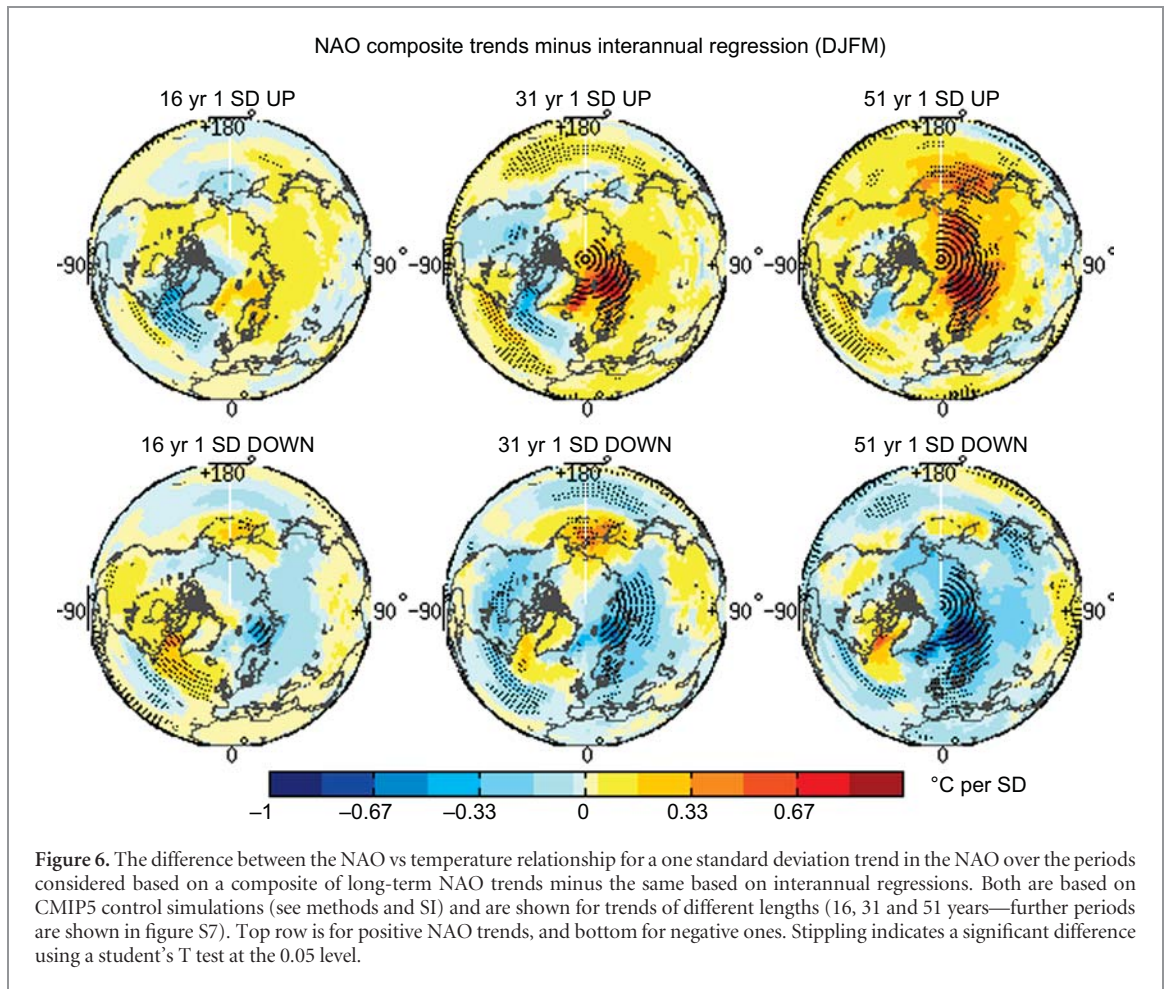 NAO composite trends minus interannual regression (DJFM)
16 yr 1 SD UP 31 yr 1 SD UP 51 yr 1 SD UP
+180 ° +180 ° +180 °
-90 90 ° -90 90 ° -90 90 °
0 0 0
16 yr 1 SD DOWN 31 yr 1 SD DOWN 51 yr 1 SD DOWN
+180 ° +180 ° +180 °
-90 90 ° -90 90 ° -90 90 °
0 0 0
°C per SD
−1 −0.67 −0.33 0 0.33 0.67
Figure 6. The difference between the NAO vs temperature relationship for a one standard deviation trend in the NAO over the periods
considered based on a composite of long-term NAO trends minus the same based on interannual regressions. Both are based on
CMIP5 control simulations (see methods and SI) and are shown for trends of different lengths (16, 31 and 51 years—further periods
are shown in figure S7). Top row is for positive NAO trends, and bottom for negative ones. Stippling indicates a significant difference
using a student's T test at the 0.05 level.